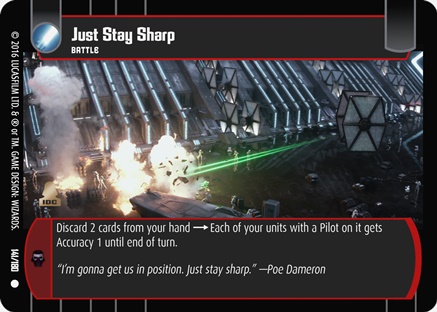 Just Stay Sharp
BATTLE
© 2016 LUCASFILM LTD. & ® or TM. GAME DESIGN: WIZARDS.
IDC
Discard 2 cards from your hand → Each of your units with a Pilot on it gets
Accuracy 1 until end of turn.
"I'm gonna get us in position. Just stay sharp." —Poe Dameron